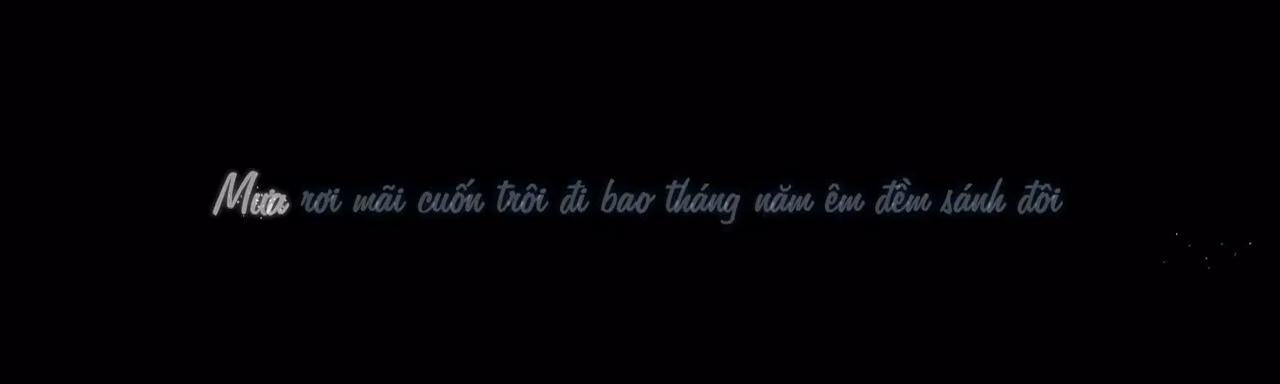 Mưa rơi mãi cuốn trôi đi bao tháng năm êm đềm sánh đôi